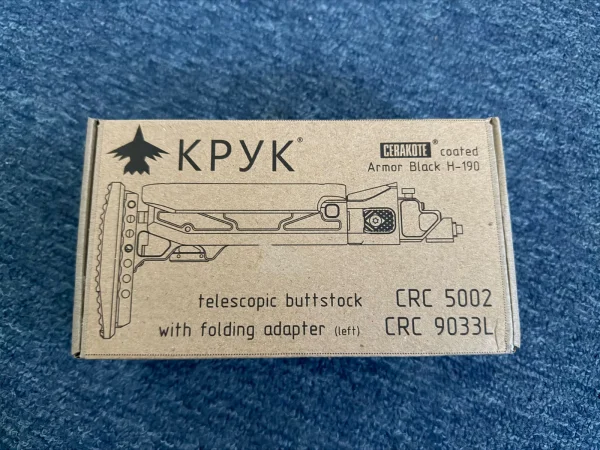 КРУК®
CERAKOTE® coated
Armor Black H-190
telescopic buttstock CRC 5002
with folding adapter (left) CRC 9033L